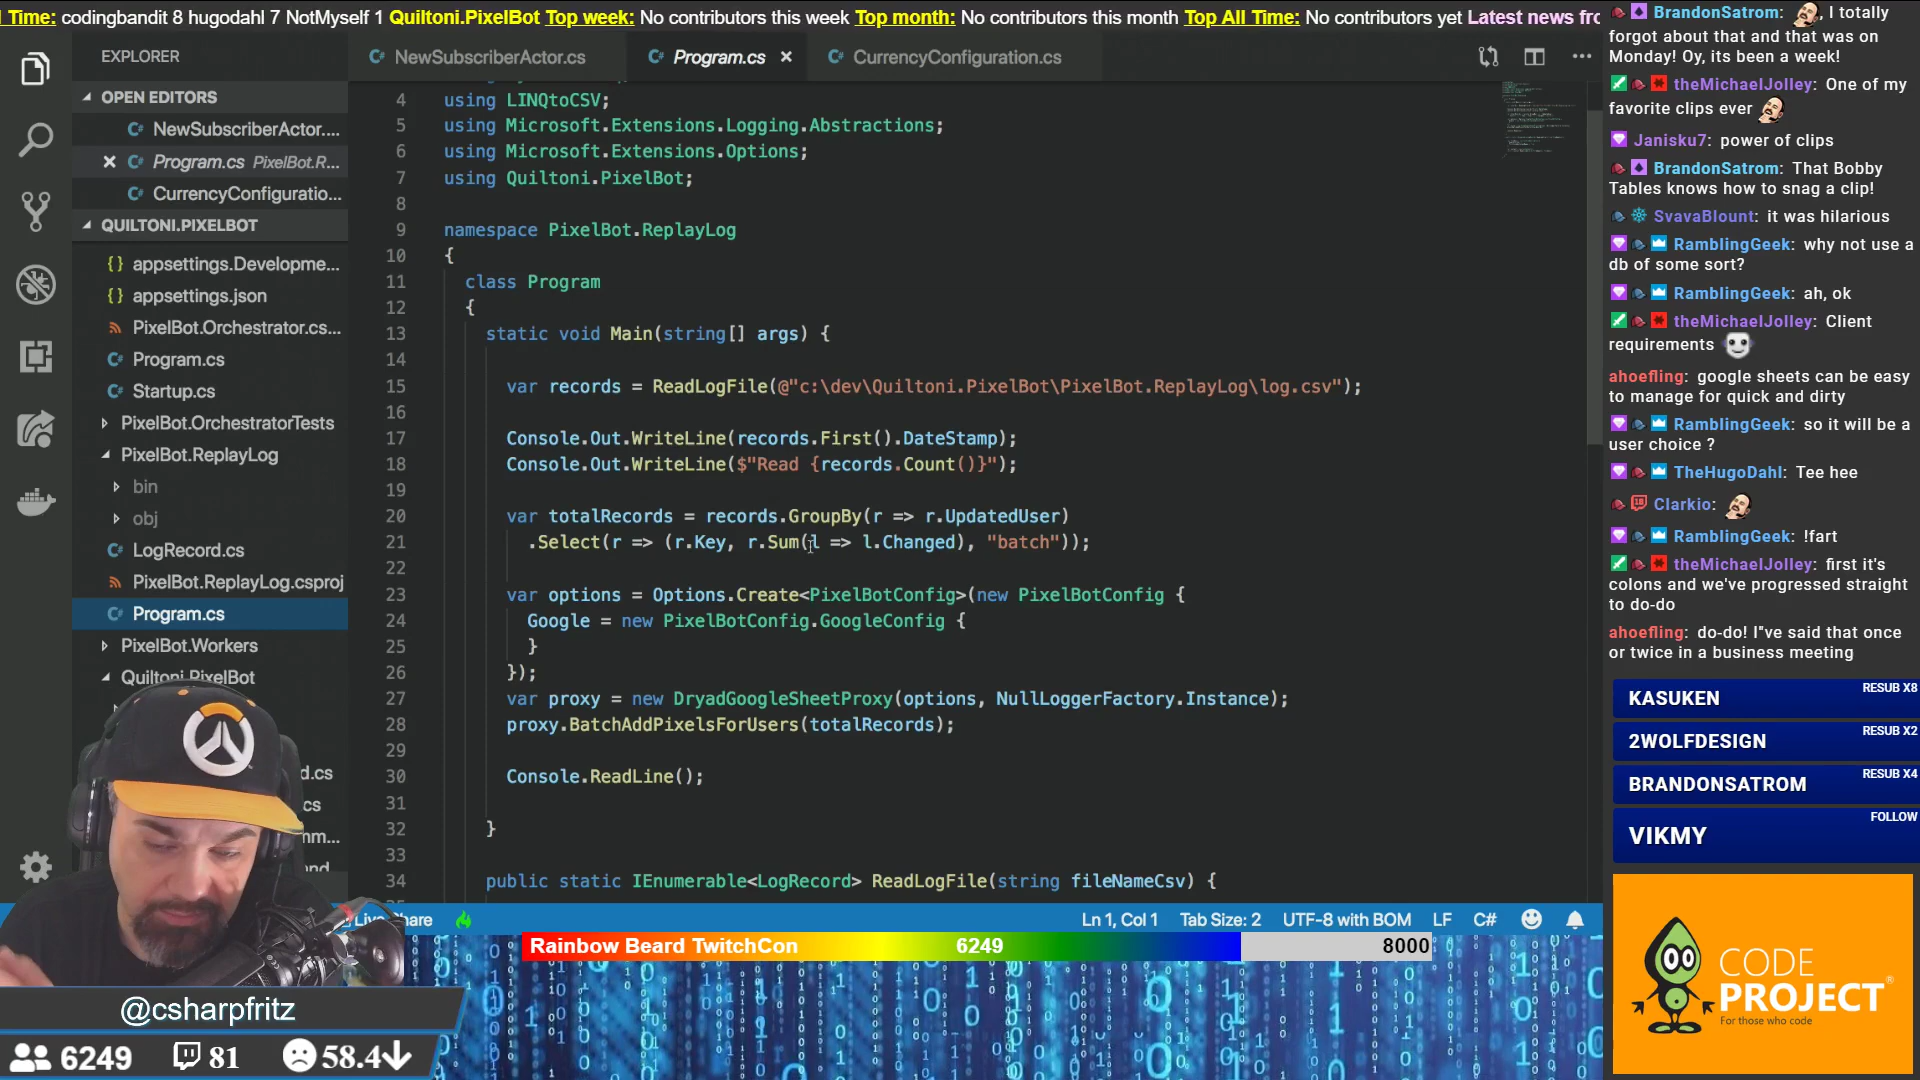 l Time: codingbandit 8 hugodahl 7 NotMyself 1 Quiltoni.PixelBot Top week: No contributors this week Top month: No contributors this month Top All Time: No contributors yet Latest news fro
EXPLORER
OPEN EDITORS
NewSubscriberActor....
Program.cs PixelBot.R...
CurrencyConfiguratio...
QUILTONI.PIXELBOT
appsettings.Developme...
appsettings.json
PixelBot.Orchestrator.cs...
Program.cs
Startup.cs
PixelBot.OrchestratorTests
PixelBot.ReplayLog
bin
obj
LogRecord.cs
PixelBot.ReplayLog.csproj
Program.cs
PixelBot.Workers
Quiltoni.PixelBot
d.cs
cs
mm...
and
NewSubscriberActor.cs
Program.cs
CurrencyConfiguration.cs
4 using LINQtoCSV;
5 using Microsoft.Extensions.Logging.Abstractions;
6 using Microsoft.Extensions.Options;
7 using Quiltoni.PixelBot;
8
9 namespace PixelBot.ReplayLog
10 {
11 class Program
12 {
13 static void Main(string[] args) {
14
15 var records = ReadLogFile(@"c:\dev\Quiltoni.PixelBot\PixelBot.ReplayLog\log.csv");
16
17 Console.Out.WriteLine(records.First().DateStamp);
18 Console.Out.WriteLine($"Read {records.Count()}");
19
20 var totalRecords = records.GroupBy(r => r.UpdatedUser)
21 .Select(r => (r.Key, r.Sum(l => l.Changed), "batch"));
22
23 var options = Options.Create<PixelBotConfig>(new PixelBotConfig {
24 Google = new PixelBotConfig.GoogleConfig {
25 }
26 });
27 var proxy = new DryadGoogleSheetProxy(options, NullLoggerFactory.Instance);
28 proxy.BatchAddPixelsForUsers(totalRecords);
29
30 Console.ReadLine();
31
32 }
33
34 public static IEnumerable<LogRecord> ReadLogFile(string fileNameCsv) {
Live Share
Ln 1, Col 1 Tab Size: 2 UTF-8 with BOM LF C#
Rainbow Beard TwitchCon 6249 8000
@csharpfritz
6249 81 58.4
BrandonSatrom: , I totally
forgot about that and that was on
Monday! Oy, its been a week!
theMichaelJolley: One of my
favorite clips ever
Janisku7: power of clips
BrandonSatrom: That Bobby
Tables knows how to snag a clip!
SvavaBlount: it was hilarious
RamblingGeek: why not use a
db of some sort?
RamblingGeek: ah, ok
theMichaelJolley: Client
requirements
ahoefling: google sheets can be easy
to manage for quick and dirty
RamblingGeek: so it will be a
user choice ?
TheHugoDahl: Tee hee
Clarkio:
RamblingGeek: !fart
theMichaelJolley: first it's
colons and we've progressed straight
to do-do
ahoefling: do-do! I"ve said that once
or twice in a business meeting
KASUKEN RESUB X8
2WOLFDESIGN RESUB X2
BRANDONSATROM RESUB X4
VIKMY FOLLOW
CODE
PROJECT®
For those who code